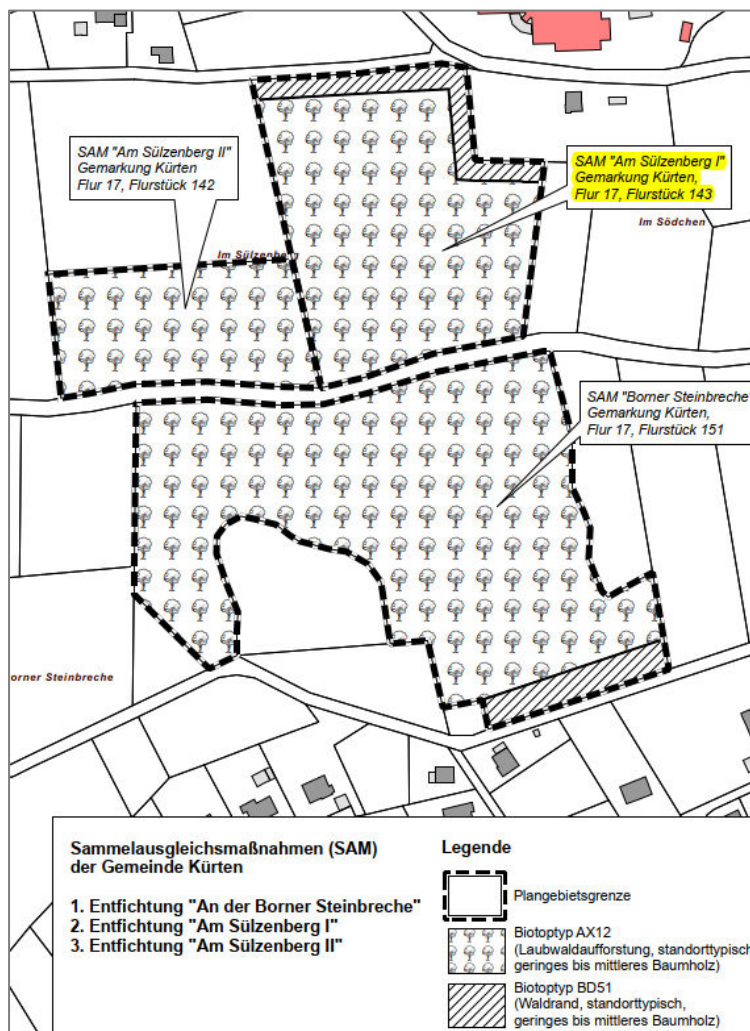 SAM "Am Sülzenberg II"
Gemarkung Kürten
Flur 17, Flurstück 142
SAM "Am Sülzenberg I"
Gemarkung Kürten,
Flur 17, Flurstück 143
Im Södchen
Im Sülzenberg
SAM "Borner Steinbreche"
Gemarkung Kürten,
Flur 17, Flurstück 151
orner Steinbreche
Sammelausgleichsmaßnahmen (SAM)
der Gemeinde Kürten
1. Entfichtung "An der Borner Steinbreche"
2. Entfichtung "Am Sülzenberg I"
3. Entfichtung "Am Sülzenberg II"
Legende
Plangebietsgrenze
Biotoptyp AX12
(Laubwaldaufforstung, standorttypisch
geringes bis mittleres Baumholz)
Biotoptyp BD51
(Waldrand, standorttypisch,
geringes bis mittleres Baumholz)